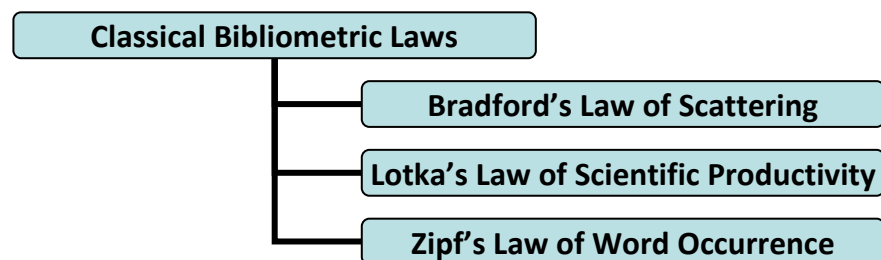 Classical Bibliometric Laws
Bradford’s Law of Scattering
Lotka’s Law of Scientific Productivity
Zipf’s Law of Word Occurrence